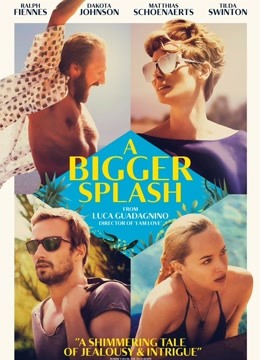 RALPH FIENNES
DAKOTA JOHNSON
MATTHIAS SCHOENAERTS
TILDA SWINTON
A
BIGGER
SPLASH
FROM
LUCA GUADAGNINO
DIRECTOR OF 'I AM LOVE'
"A SHIMMERING TALE
OF JEALOUSY & INTRIGUE"